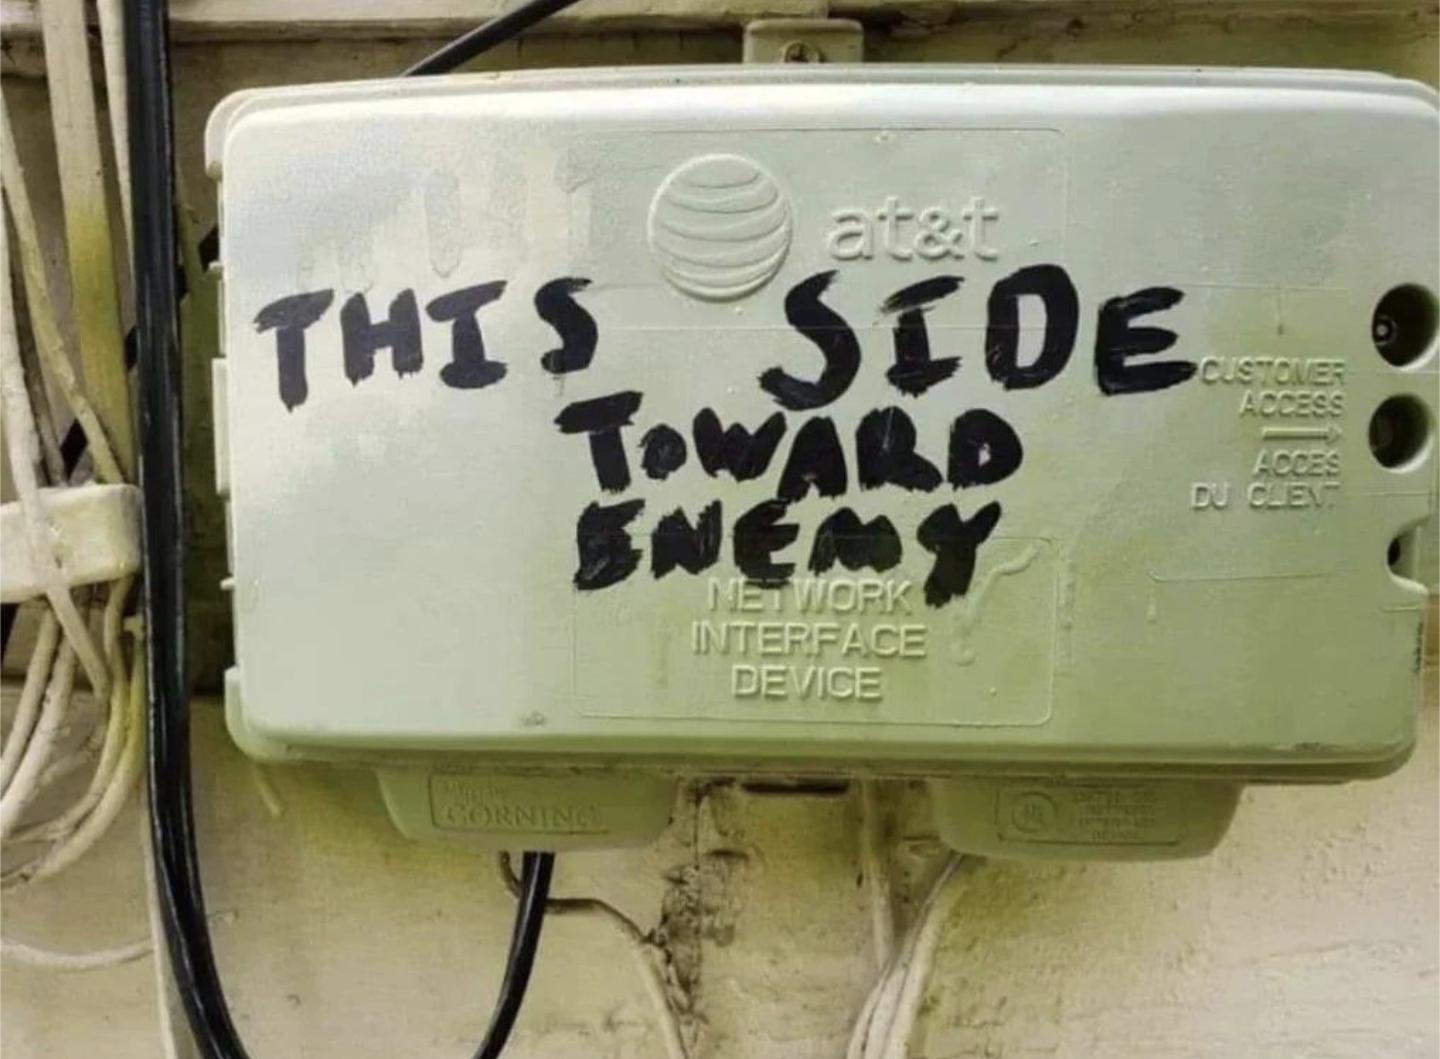 at&t
THIS SIDE
TOWARD
ENEMY
CUSTOMER
ACCESS
ACCES
DU CLIENT
NETWORK
INTERFACE
DEVICE
CORNING